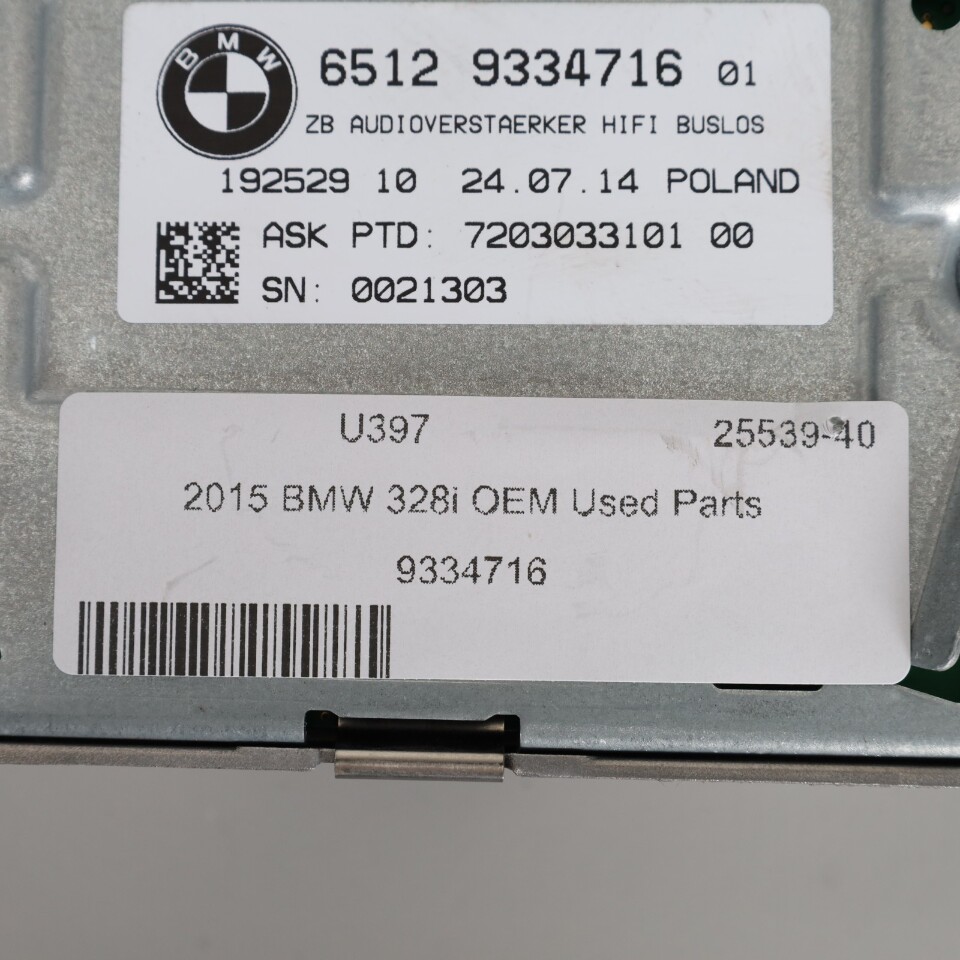 BMW
6512 9334716 01
ZB AUDIOVERSTAERKER HIFI BUSLOS
192529 10 24.07.14 POLAND
ASK PTD: 7203033101 00
SN: 0021303
U397 25539-40
2015 BMW 328i OEM Used Parts
9334716